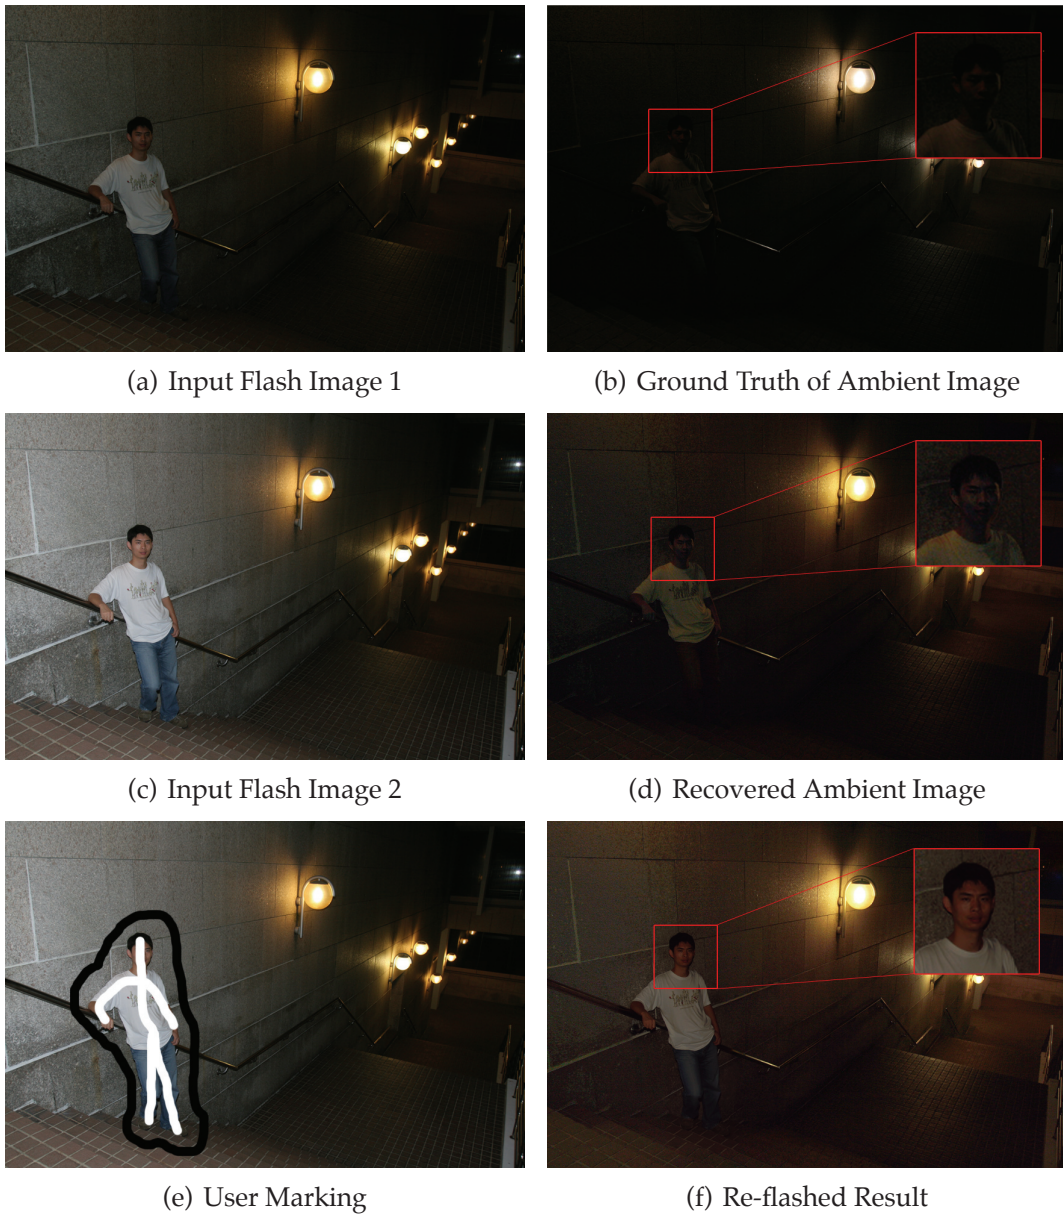 (a) Input Flash Image 1
(b) Ground Truth of Ambient Image
(c) Input Flash Image 2
(d) Recovered Ambient Image
(e) User Marking
(f) Re-flashed Result